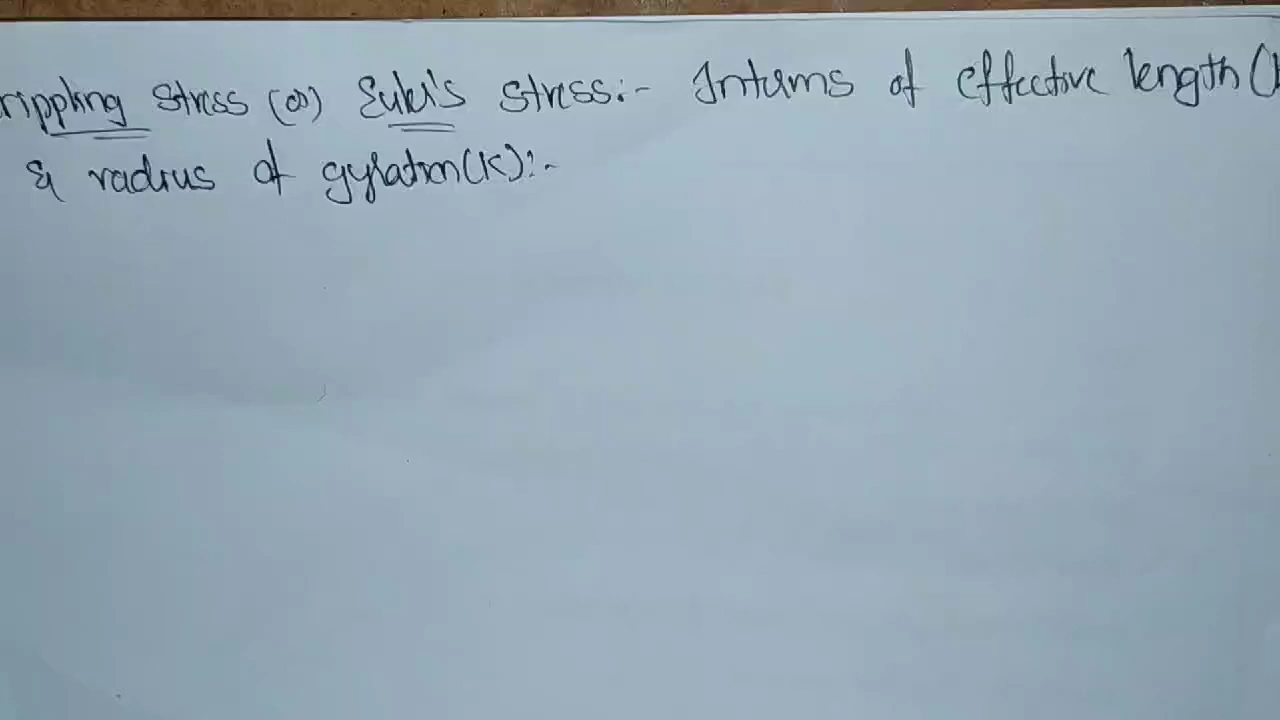 rippling Stress (or) Euler's stress:- Interms of effective length (
& radius of gyration(K):-